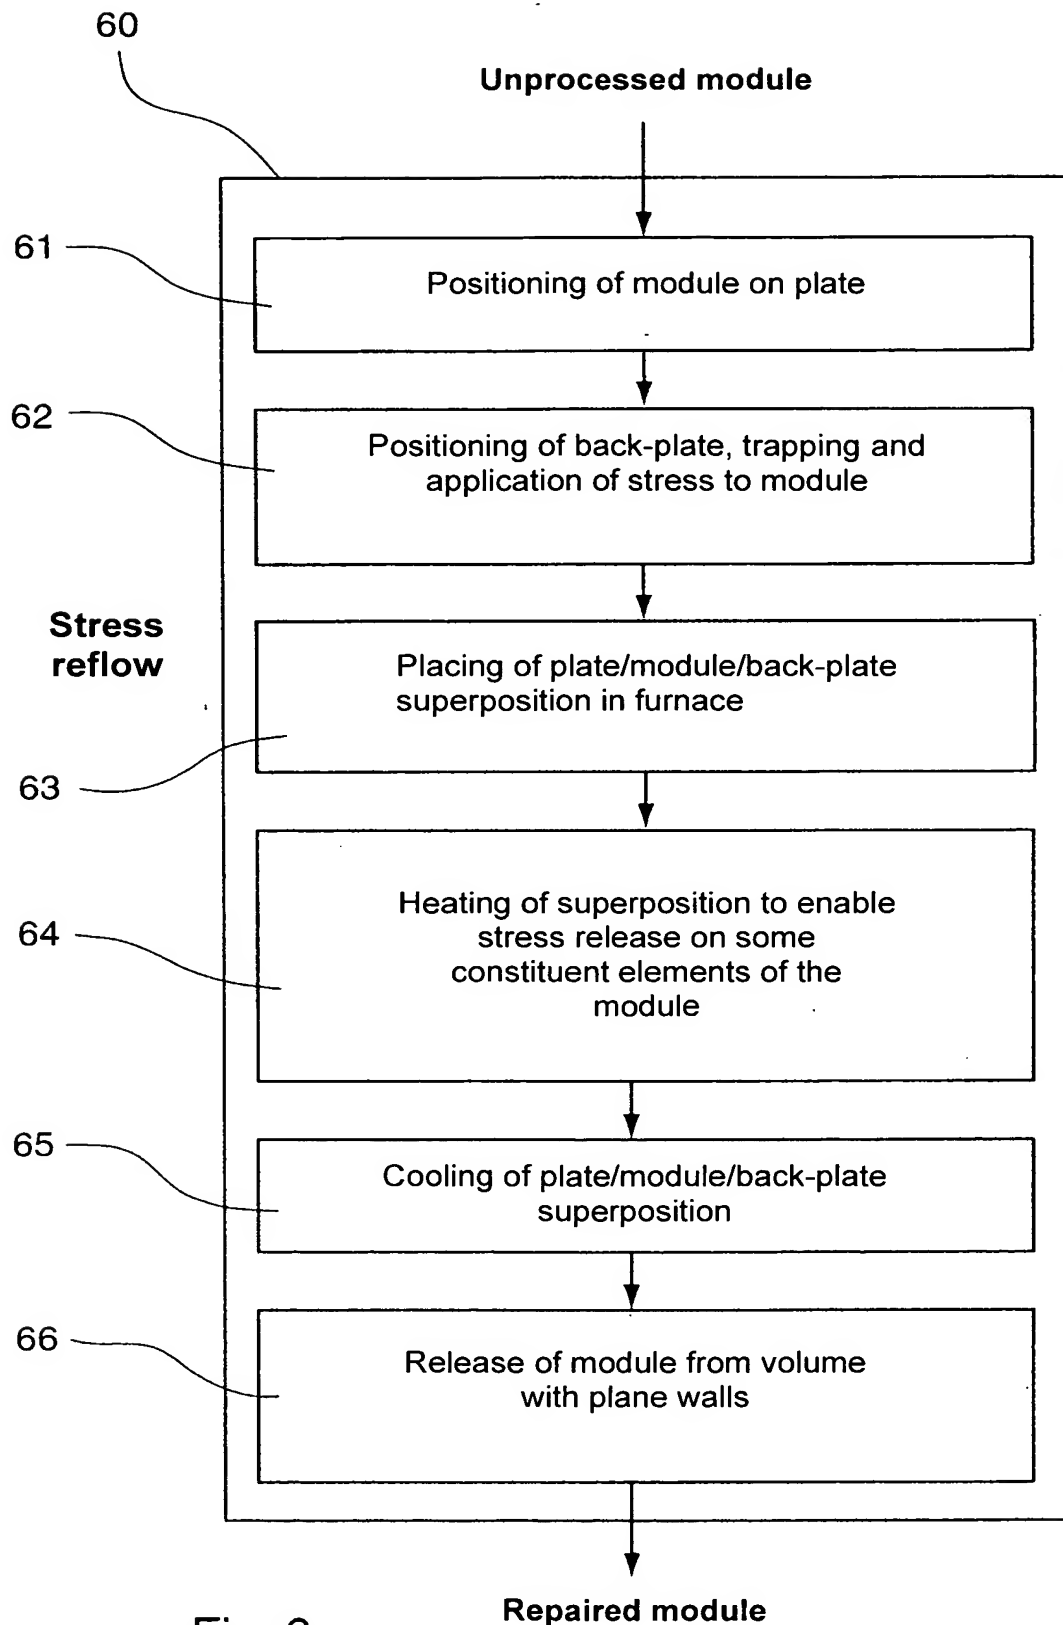 60
Unprocessed module
61
Positioning of module on plate
62
Positioning of back-plate, trapping and
application of stress to module
Stress
reflow
Placing of plate/module/back-plate
superposition in furnace
63
Heating of superposition to enable
stress release on some
constituent elements of the
module
64
65
Cooling of plate/module/back-plate
superposition
66
Release of module from volume
with plane walls
Repaired module